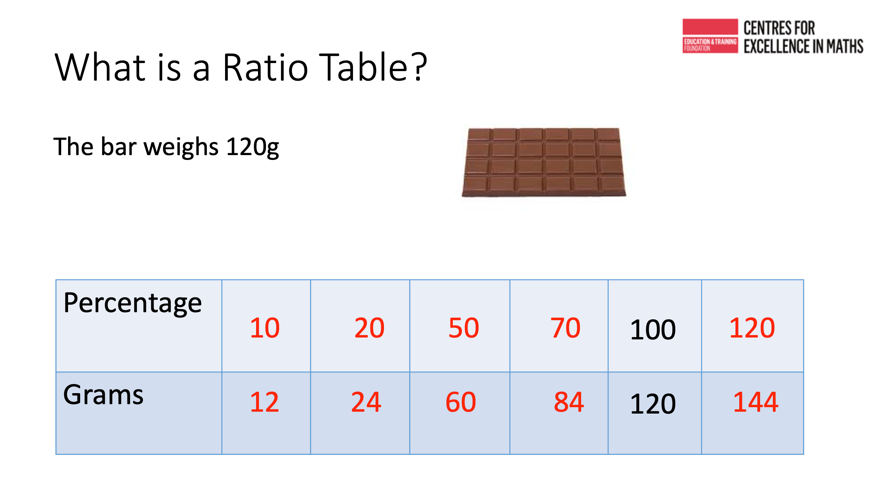 CENTRES FOR
EXCELLENCE IN MATHS
EDUCATION & TRAINING
FOUNDATION
What is a Ratio Table?
The bar weighs 120g
Percentage 10 20 50 70 100 120
Grams 12 24 60 84 120 144